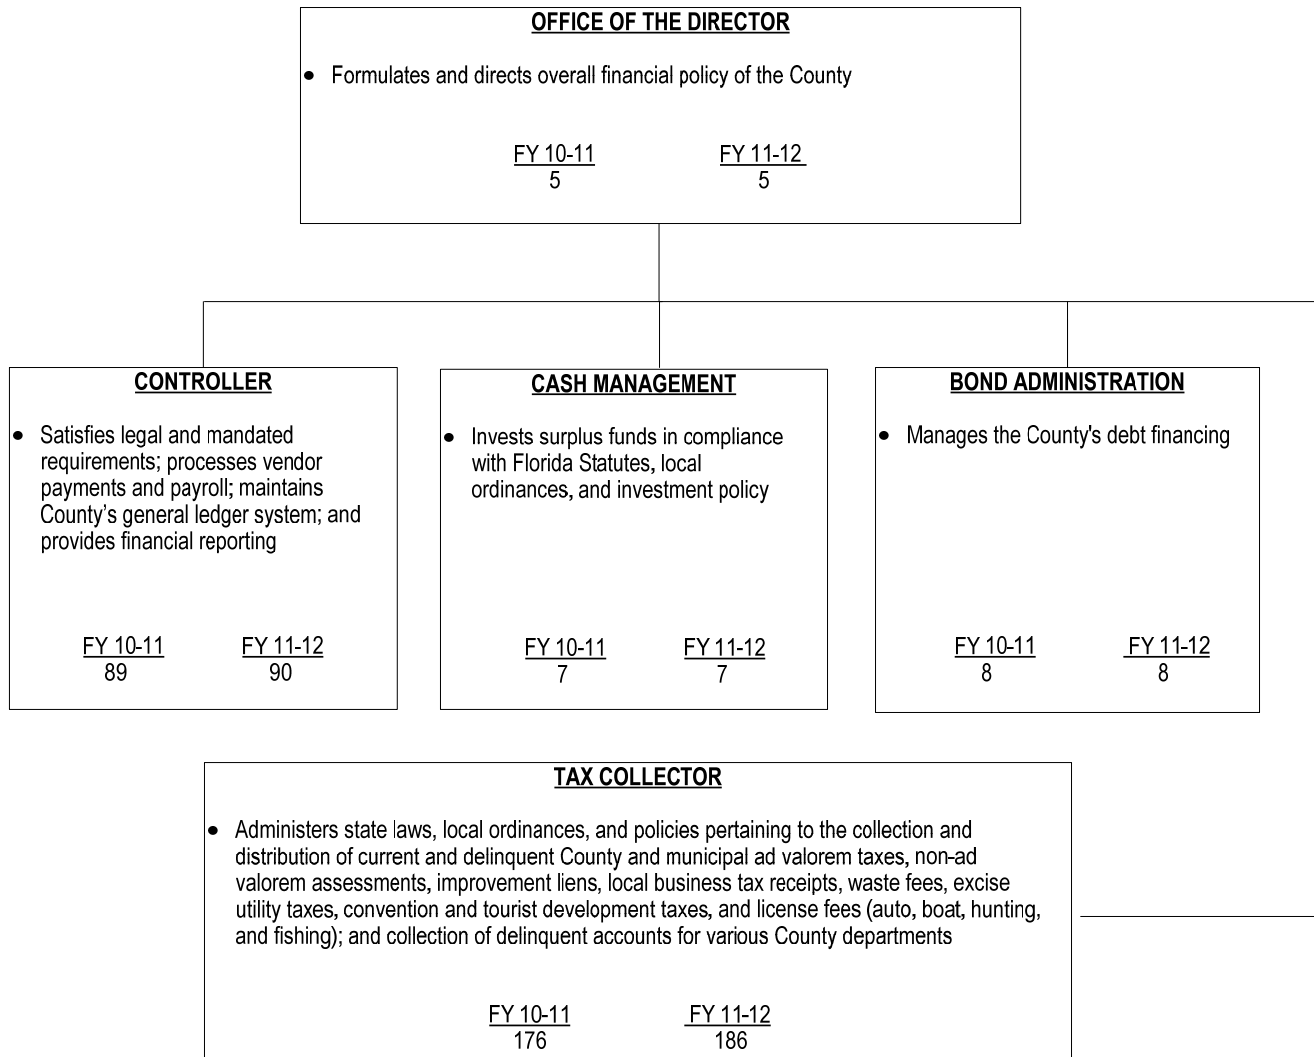 OFFICE OF THE DIRECTOR
• Formulates and directs overall financial policy of the County
FY 10-11 FY 11-12
5 5
CONTROLLER
• Satisfies legal and mandated
requirements; processes vendor
payments and payroll; maintains
County's general ledger system; and
provides financial reporting
FY 10-11 FY 11-12
89 90
CASH MANAGEMENT
• Invests surplus funds in compliance
with Florida Statutes, local
ordinances, and investment policy
FY 10-11 FY 11-12
7 7
BOND ADMINISTRATION
• Manages the County's debt financing
FY 10-11 FY 11-12
8 8
TAX COLLECTOR
• Administers state laws, local ordinances, and policies pertaining to the collection and
distribution of current and delinquent County and municipal ad valorem taxes, non-ad
valorem assessments, improvement liens, local business tax receipts, waste fees, excise
utility taxes, convention and tourist development taxes, and license fees (auto, boat, hunting,
and fishing); and collection of delinquent accounts for various County departments
FY 10-11 FY 11-12
176 186